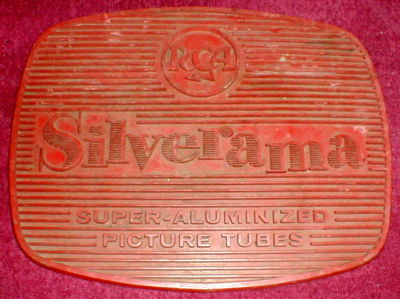 RCA
Silverama
SUPER-ALUMINIZED
PICTURE TUBES